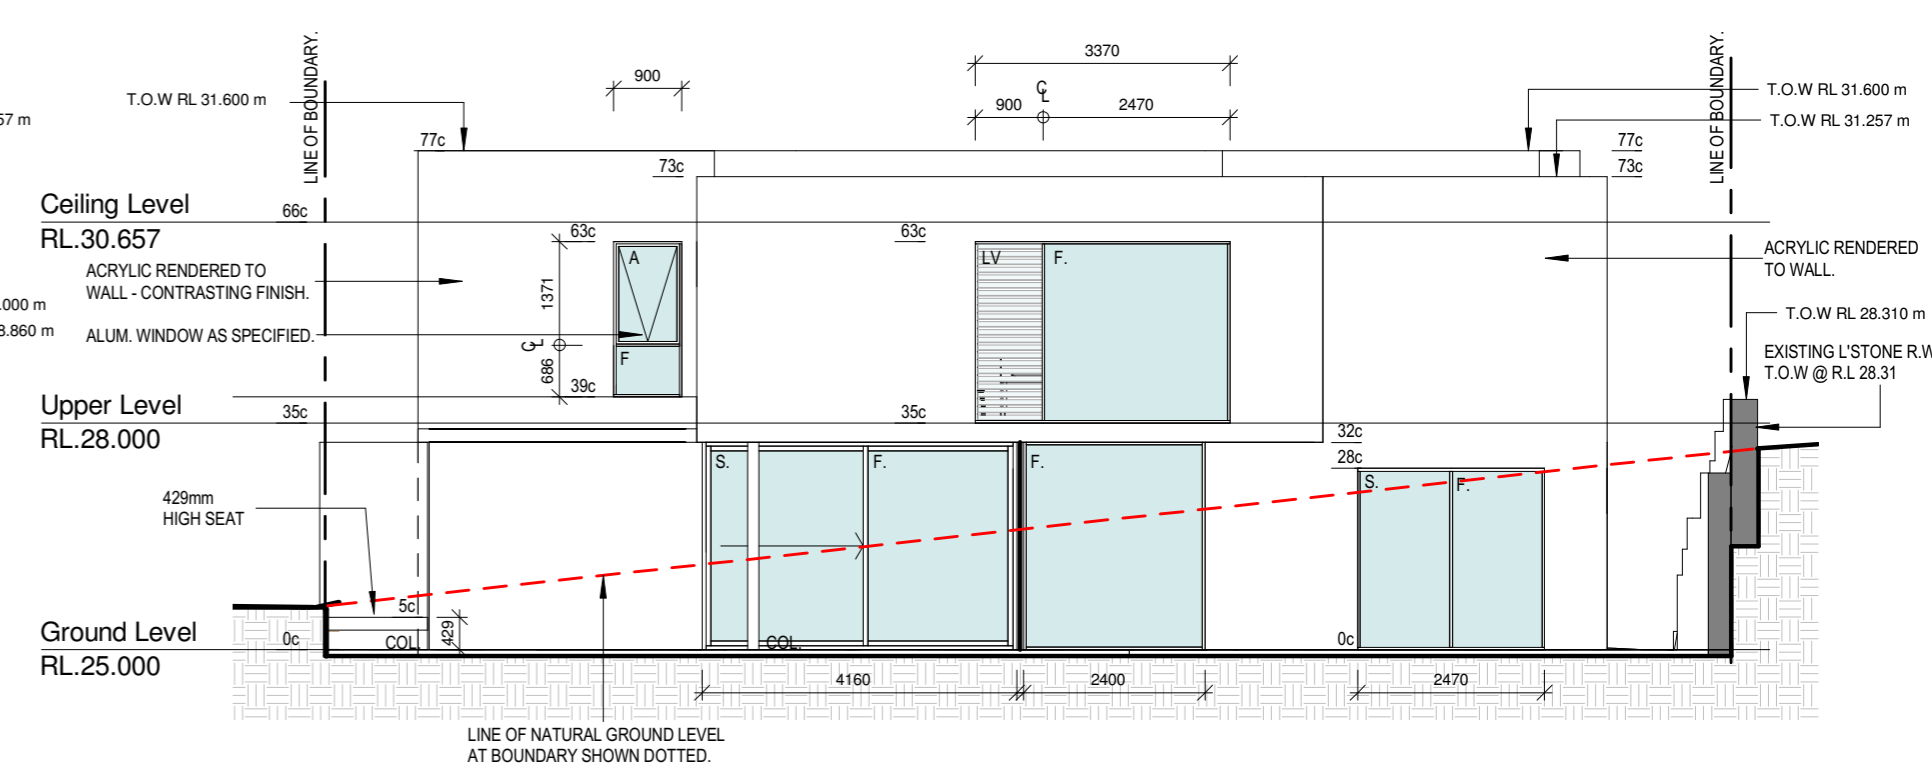 3370
900
900
2470
LINE OF BOUNDARY.
LINE OF BOUNDARY.
T.O.W RL 31.600 m
T.O.W RL 31.600 m
57 m
T.O.W RL 31.257 m
77c
77c
73c
73c
Ceiling Level
66c
RL.30.657
63c
63c
A
LV
F.
ACRYLIC RENDERED TO
WALL - CONTRASTING FINISH.
ACRYLIC RENDERED
TO WALL.
1371
.000 m
8.860 m
ALUM. WINDOW AS SPECIFIED.
T.O.W RL 28.310 m
F
686
39c
EXISTING L'STONE R.W
T.O.W @ R.L 28.31
Upper Level
35c
35c
RL.28.000
32c
28c
S.
F.
F.
S.
F.
429mm
HIGH SEAT
5c
429
Ground Level
0c
COL.
COL.
0c
RL.25.000
4160
2400
2470
LINE OF NATURAL GROUND LEVEL
AT BOUNDARY SHOWN DOTTED.